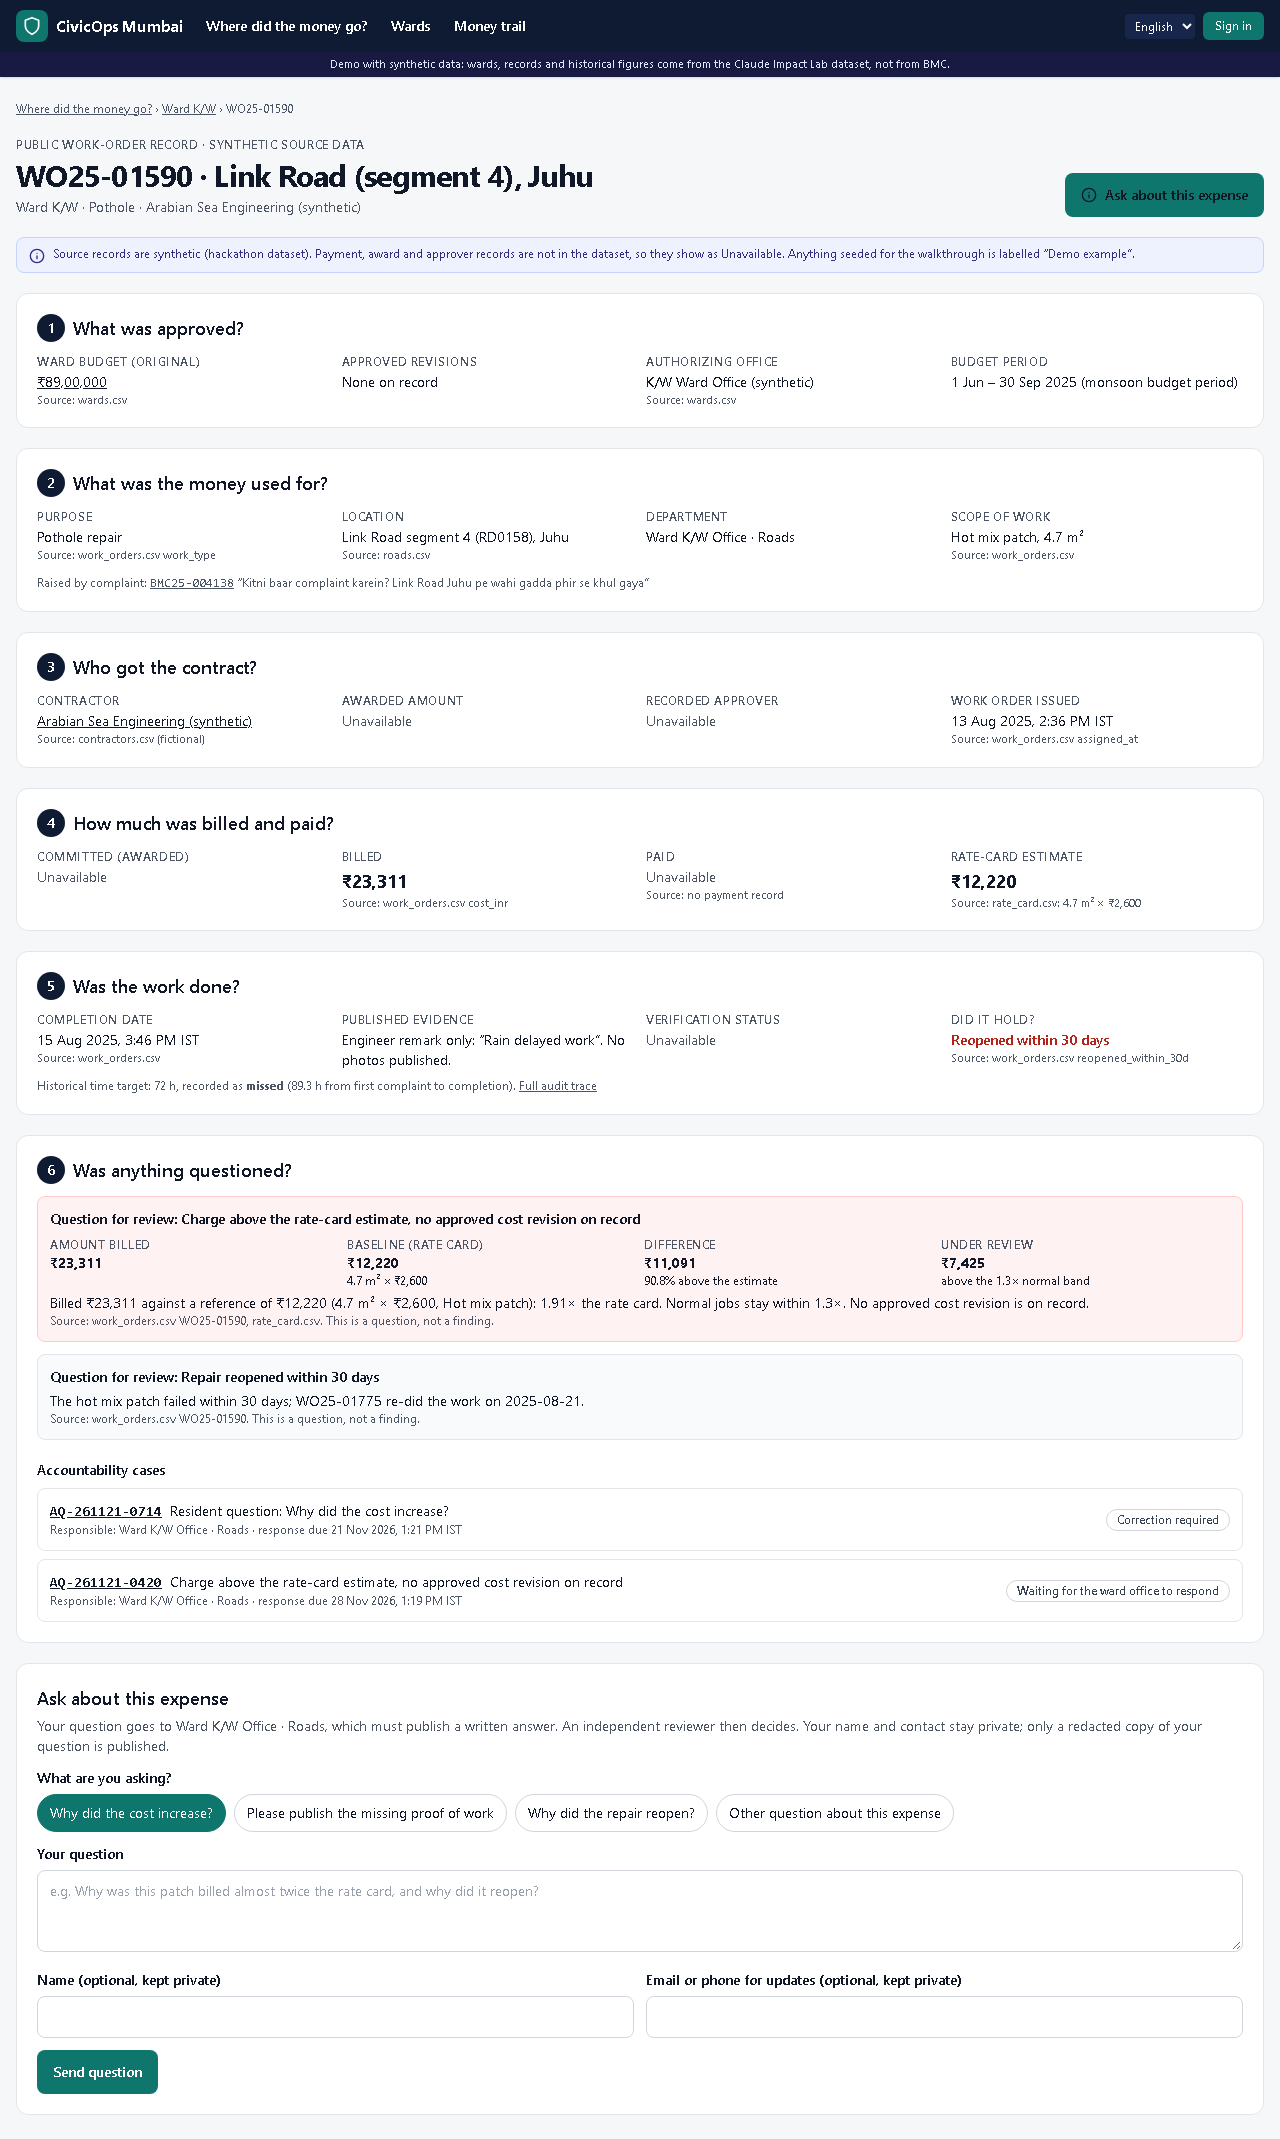 CivicOps Mumbai Where did the money go? Wards Money trail English Sign in
Demo with synthetic data: wards, records and historical figures come from the Claude Impact Lab dataset, not from BMC.
Where did the money go? › Ward K/W › WO25-01590
PUBLIC WORK-ORDER RECORD · SYNTHETIC SOURCE DATA
WO25-01590 · Link Road (segment 4), Juhu
Ward K/W · Pothole · Arabian Sea Engineering (synthetic)
Ask about this expense
Source records are synthetic (hackathon dataset). Payment, award and approver records are not in the dataset, so they show as Unavailable. Anything seeded for the walkthrough is labelled “Demo example”.
1 What was approved?
WARD BUDGET (ORIGINAL) APPROVED REVISIONS AUTHORIZING OFFICE BUDGET PERIOD
₹89,00,000 None on record K/W Ward Office (synthetic) 1 Jun – 30 Sep 2025 (monsoon budget period)
Source: wards.csv Source: wards.csv
2 What was the money used for?
PURPOSE LOCATION DEPARTMENT SCOPE OF WORK
Pothole repair Link Road segment 4 (RD0158), Juhu Ward K/W Office · Roads Hot mix patch, 4.7 m²
Source: work_orders.csv work_type Source: roads.csv Source: work_orders.csv
Raised by complaint: BMC25-004138 “Kitni baar complaint karein? Link Road Juhu pe wahi gadda phir se khul gaya”
3 Who got the contract?
CONTRACTOR AWARDED AMOUNT RECORDED APPROVER WORK ORDER ISSUED
Arabian Sea Engineering (synthetic) Unavailable Unavailable 13 Aug 2025, 2:36 PM IST
Source: contractors.csv (fictional) Source: work_orders.csv assigned_at
4 How much was billed and paid?
COMMITTED (AWARDED) BILLED PAID RATE-CARD ESTIMATE
Unavailable ₹23,311 Unavailable ₹12,220
Source: work_orders.csv cost_inr Source: no payment record Source: rate_card.csv: 4.7 m² × ₹2,600
5 Was the work done?
COMPLETION DATE PUBLISHED EVIDENCE VERIFICATION STATUS DID IT HOLD?
15 Aug 2025, 3:46 PM IST Engineer remark only: “Rain delayed work”. No photos published. Unavailable Reopened within 30 days
Source: work_orders.csv Source: work_orders.csv reopened_within_30d
Historical time target: 72 h, recorded as missed (89.3 h from first complaint to completion). Full audit trace
6 Was anything questioned?
Question for review: Charge above the rate-card estimate, no approved cost revision on record
AMOUNT BILLED BASELINE (RATE CARD) DIFFERENCE UNDER REVIEW
₹23,311 ₹12,220 ₹11,091 ₹7,425
4.7 m² × ₹2,600 90.8% above the estimate above the 1.3× normal band
Billed ₹23,311 against a reference of ₹12,220 (4.7 m² × ₹2,600, Hot mix patch): 1.91× the rate card. Normal jobs stay within 1.3×. No approved cost revision is on record.
Source: work_orders.csv WO25-01590, rate_card.csv. This is a question, not a finding.
Question for review: Repair reopened within 30 days
The hot mix patch failed within 30 days; WO25-01775 re-did the work on 2025-08-21.
Source: work_orders.csv WO25-01590. This is a question, not a finding.
Accountability cases
AQ-261121-0714 Resident question: Why did the cost increase?
Responsible: Ward K/W Office · Roads · response due 21 Nov 2026, 1:21 PM IST
Correction required
AQ-261121-0420 Charge above the rate-card estimate, no approved cost revision on record
Responsible: Ward K/W Office · Roads · response due 28 Nov 2026, 1:19 PM IST
Waiting for the ward office to respond
Ask about this expense
Your question goes to Ward K/W Office · Roads, which must publish a written answer. An independent reviewer then decides. Your name and contact stay private; only a redacted copy of your
question is published.
What are you asking?
Why did the cost increase? Please publish the missing proof of work Why did the repair reopen? Other question about this expense
Your question
e.g. Why was this patch billed almost twice the rate card, and why did it reopen?
Name (optional, kept private) Email or phone for updates (optional, kept private)
Send question